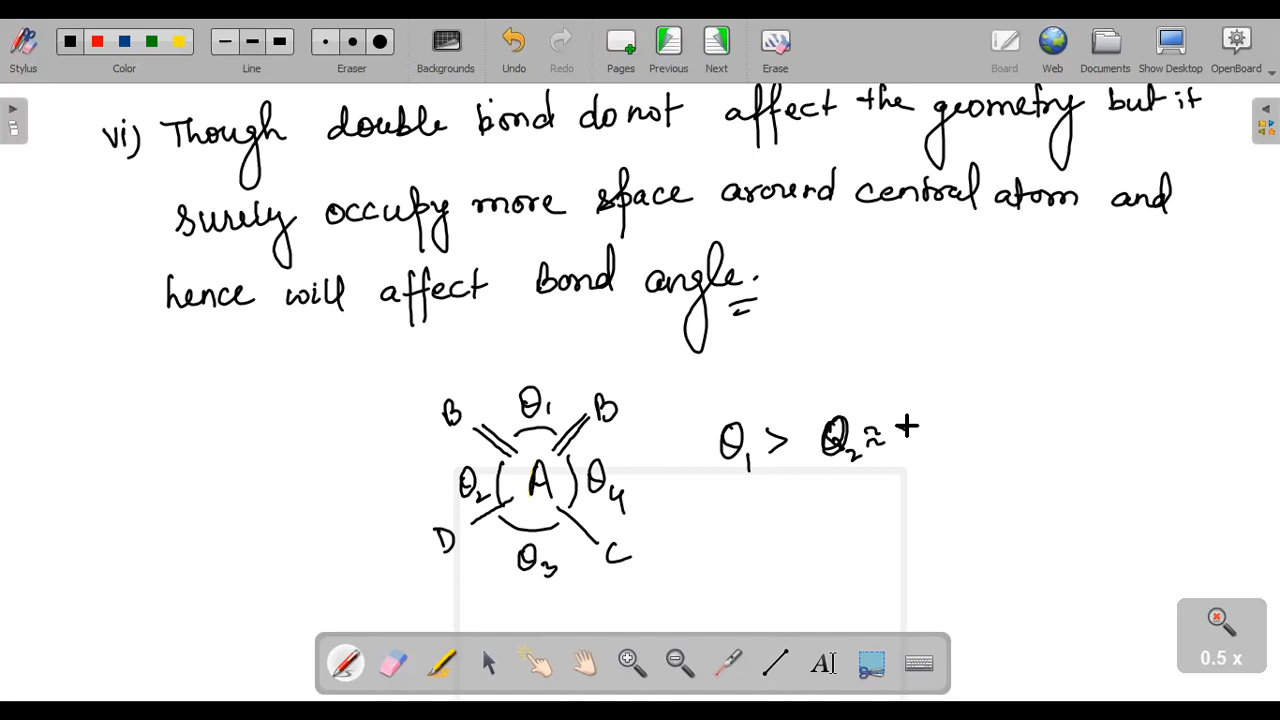 Stylus Color Line Eraser Backgrounds Undo Redo Pages Previous Next Erase Board Web Documents Show Desktop OpenBoard
vi) Though double bond do not affect the geometry but it
surely occupy more space around central atom and
hence will affect Bond angle.
B θ1 B
θ1 > θ2 ≈
θ2 A θ4
D C
θ3
0.5 x